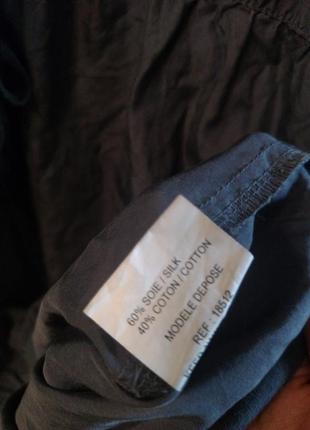 60% SOIE / SILK
40% COTON / COTTON
MODELE DEPOSE
REF : 18512